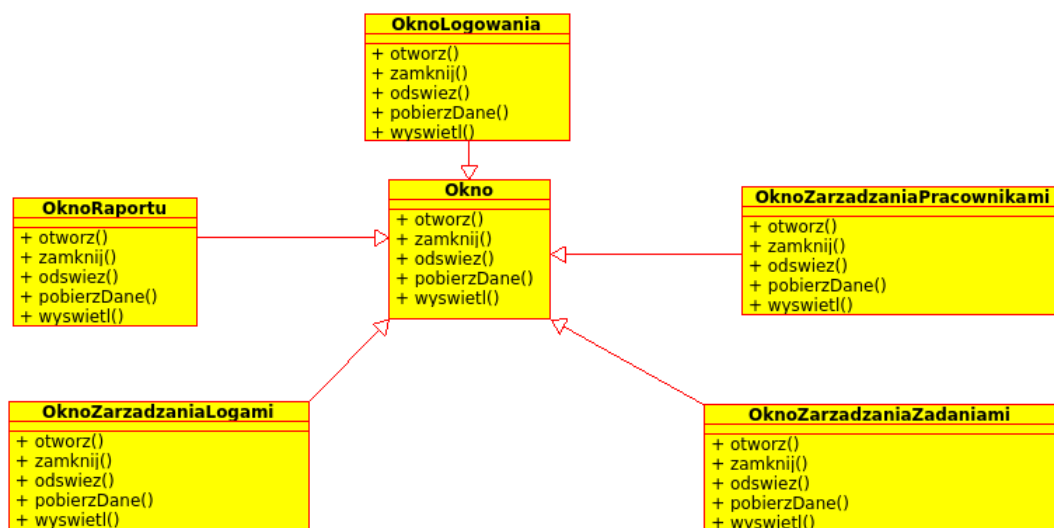 OknoLogowania
+ otworz()
+ zamknij()
+ odswiez()
+ pobierzDane()
+ wyswietl()
Okno
+ otworz()
+ zamknij()
+ odswiez()
+ pobierzDane()
+ wyswietl()
OknoRaportu
+ otworz()
+ zamknij()
+ odswiez()
+ pobierzDane()
+ wyswietl()
OknoZarzadzaniaPracownikami
+ otworz()
+ zamknij()
+ odswiez()
+ pobierzDane()
+ wyswietl()
OknoZarzadzaniaLogami
+ otworz()
+ zamknij()
+ odswiez()
+ pobierzDane()
+ wyswietl()
OknoZarzadzaniaZadaniami
+ otworz()
+ zamknij()
+ odswiez()
+ pobierzDane()
+ wyswietl()